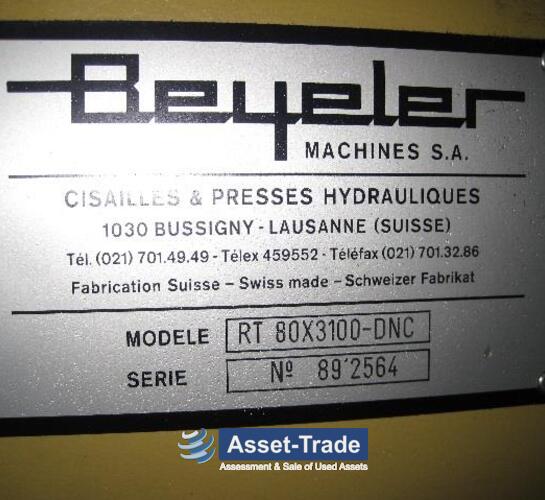 Beyeler
MACHINES S.A.
CISAILLES & PRESSES HYDRAULIQUES
1030 BUSSIGNY - LAUSANNE (SUISSE)
Tél. (021) 701.49.49 - Télex 459552 - Téléfax (021) 701.32.86
Fabrication Suisse – Swiss made – Schweizer Fabrikat
MODELE RT 80X3100-DNC
SERIE Nº 89'2564
Asset-Trade
Assessment & Sale of Used Assets